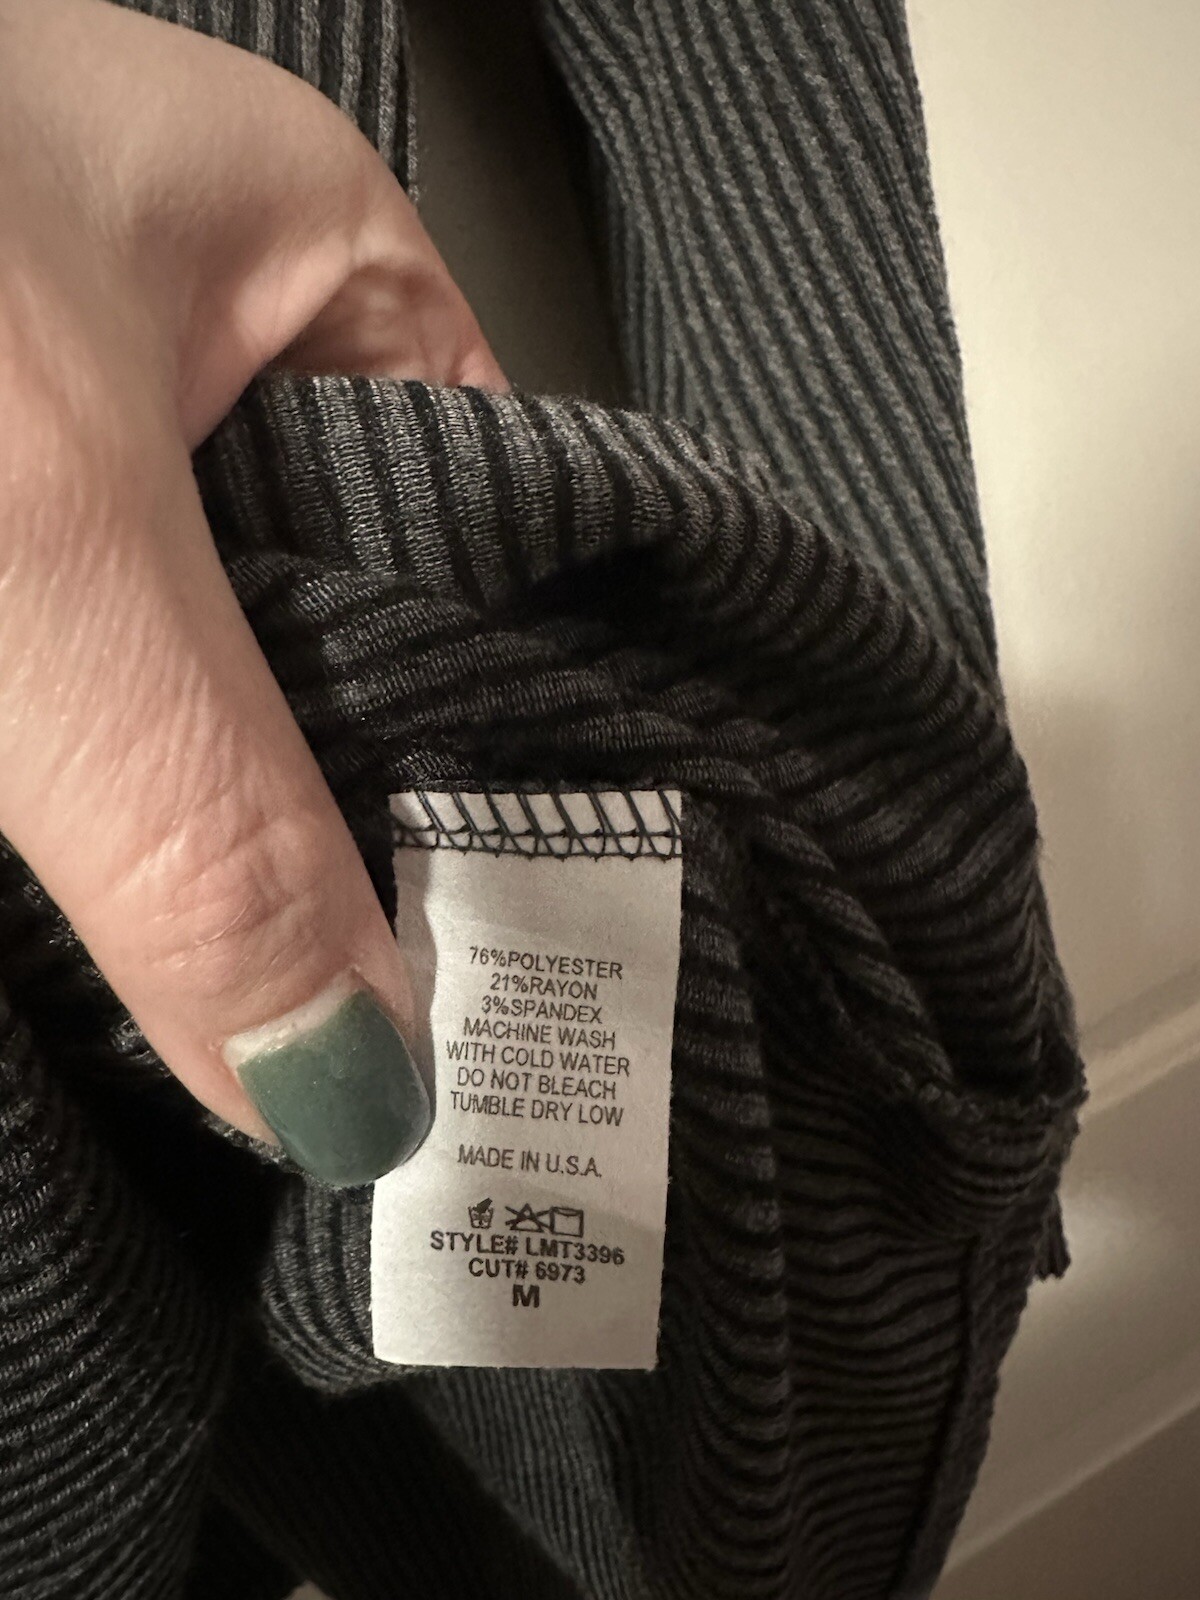 76%POLYESTER
21%RAYON
3%SPANDEX
MACHINE WASH
WITH COLD WATER
DO NOT BLEACH
TUMBLE DRY LOW
MADE IN U.S.A.
STYLE# LMT3396
CUT# 6973
M